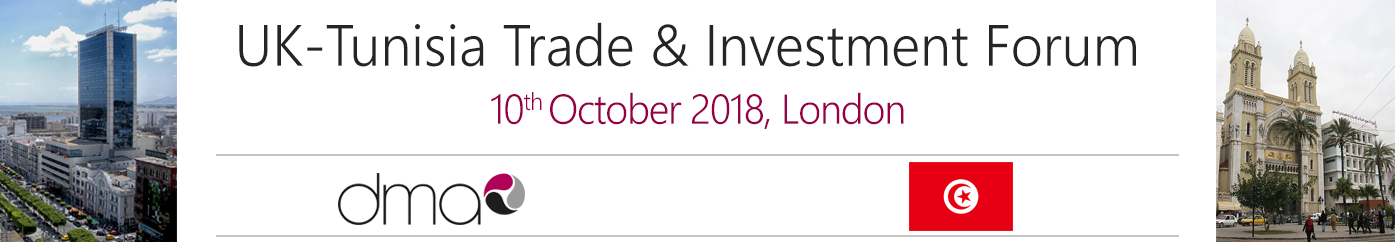 UK-Tunisia Trade & Investment Forum
10th October 2018, London
dma